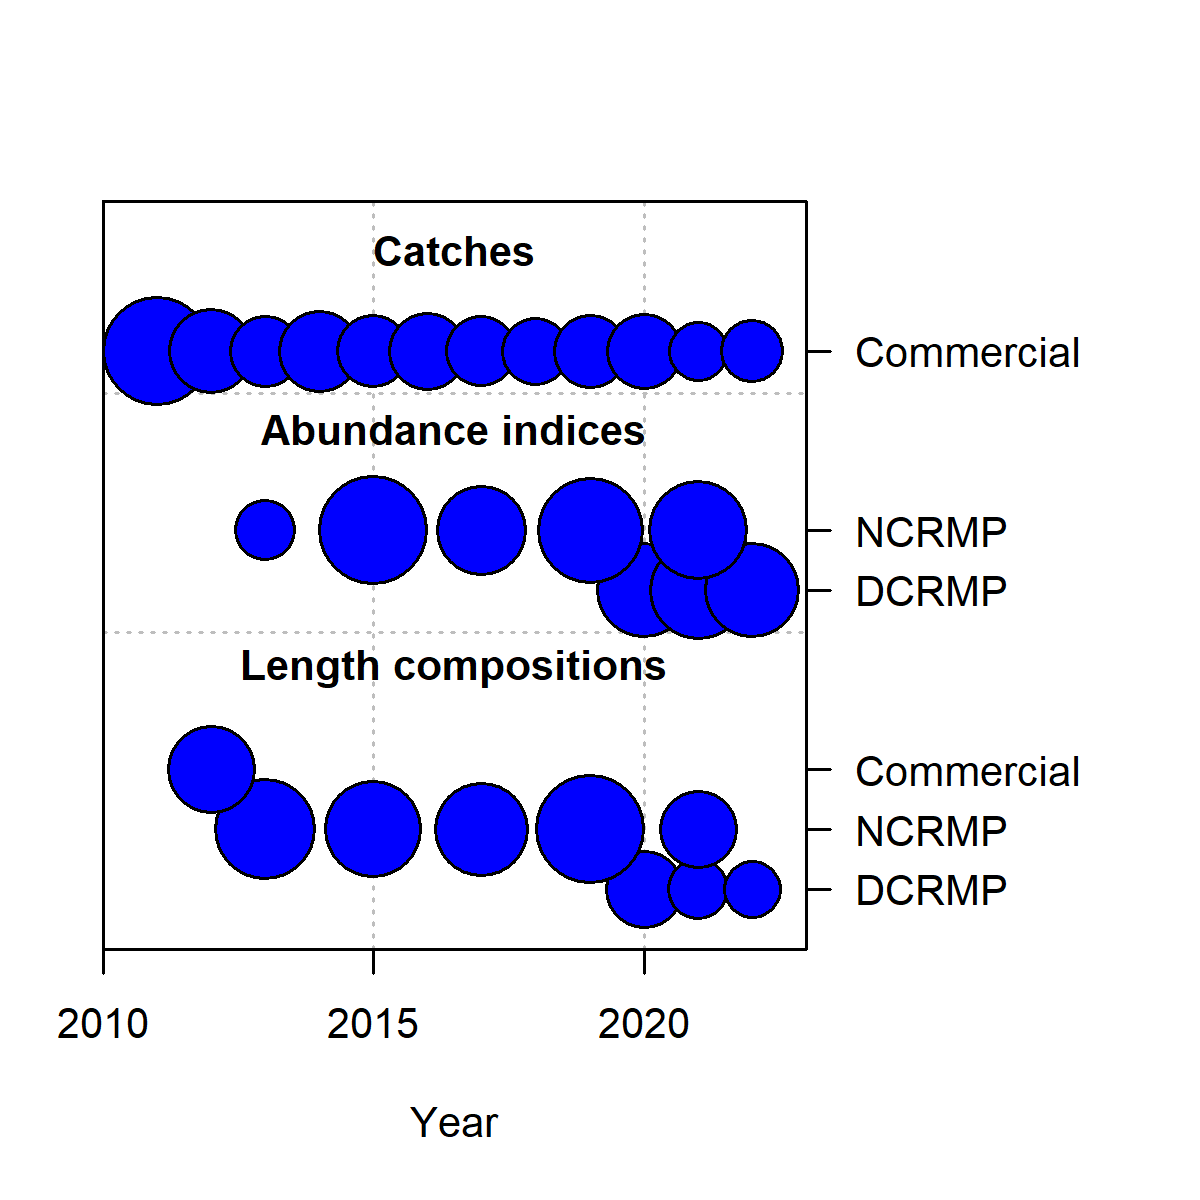 Catches
Commercial
Abundance indices
NCRMP
DCRMP
Length compositions
Commercial
NCRMP
DCRMP
2010 2015 2020
Year